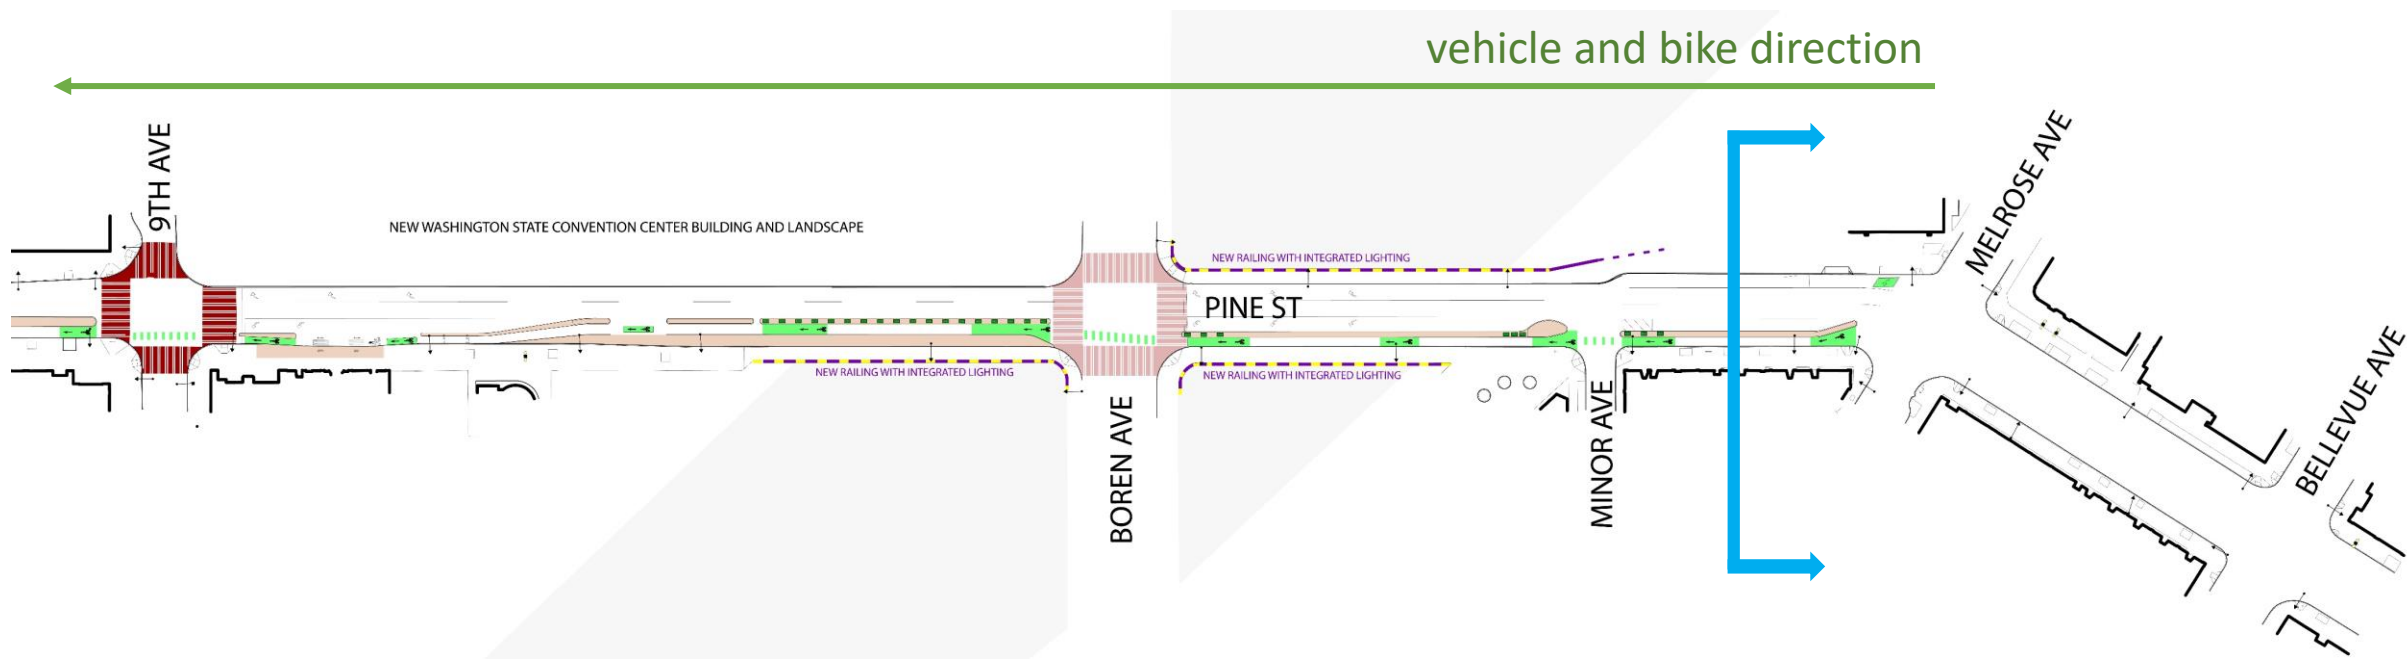 vehicle and bike direction
9TH AVE
NEW WASHINGTON STATE CONVENTION CENTER BUILDING AND LANDSCAPE
NEW RAILING WITH INTEGRATED LIGHTING
MELROSE AVE
PINE ST
NEW RAILING WITH INTEGRATED LIGHTING
NEW RAILING WITH INTEGRATED LIGHTING
BOREN AVE
MINOR AVE
BELLEVUE AVE